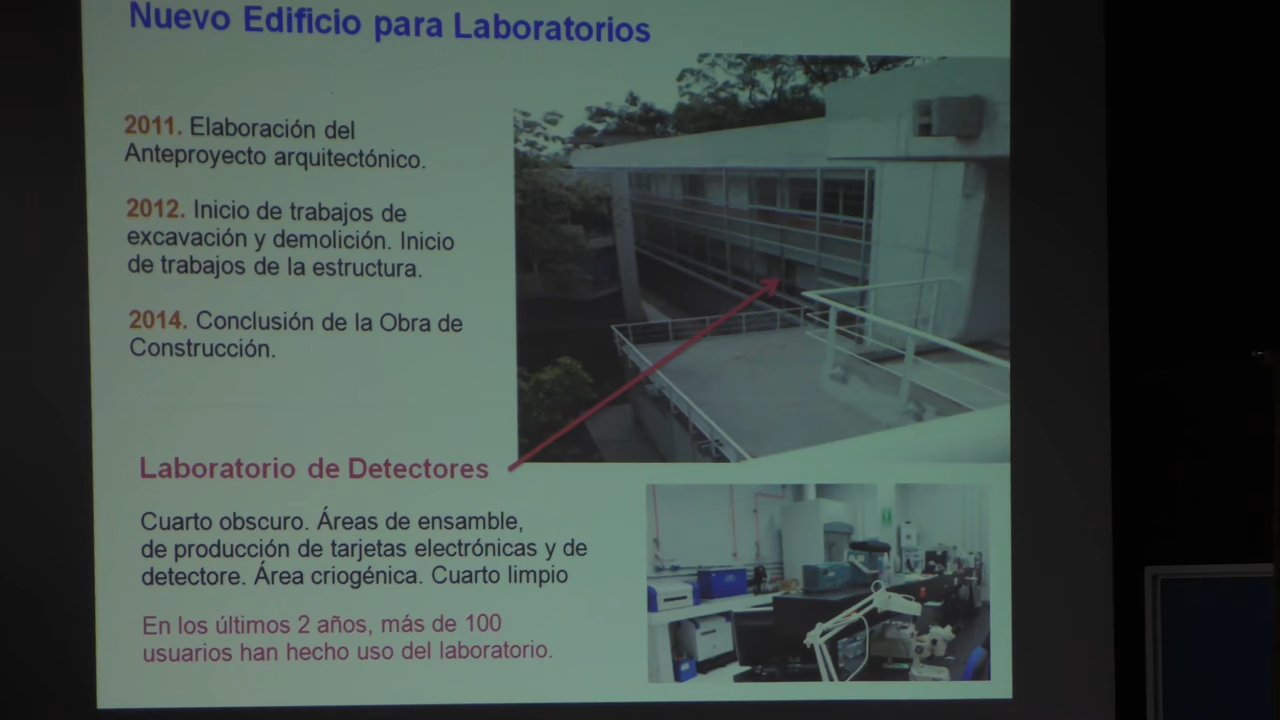 Nuevo Edificio para Laboratorios
2011. Elaboración del
Anteproyecto arquitectónico.
2012. Inicio de trabajos de
excavación y demolición. Inicio
de trabajos de la estructura.
2014. Conclusión de la Obra de
Construcción.
Laboratorio de Detectores
Cuarto obscuro. Áreas de ensamble,
de producción de tarjetas electrónicas y de
detectore. Área criogénica. Cuarto limpio
En los últimos 2 años, más de 100
usuarios han hecho uso del laboratorio.